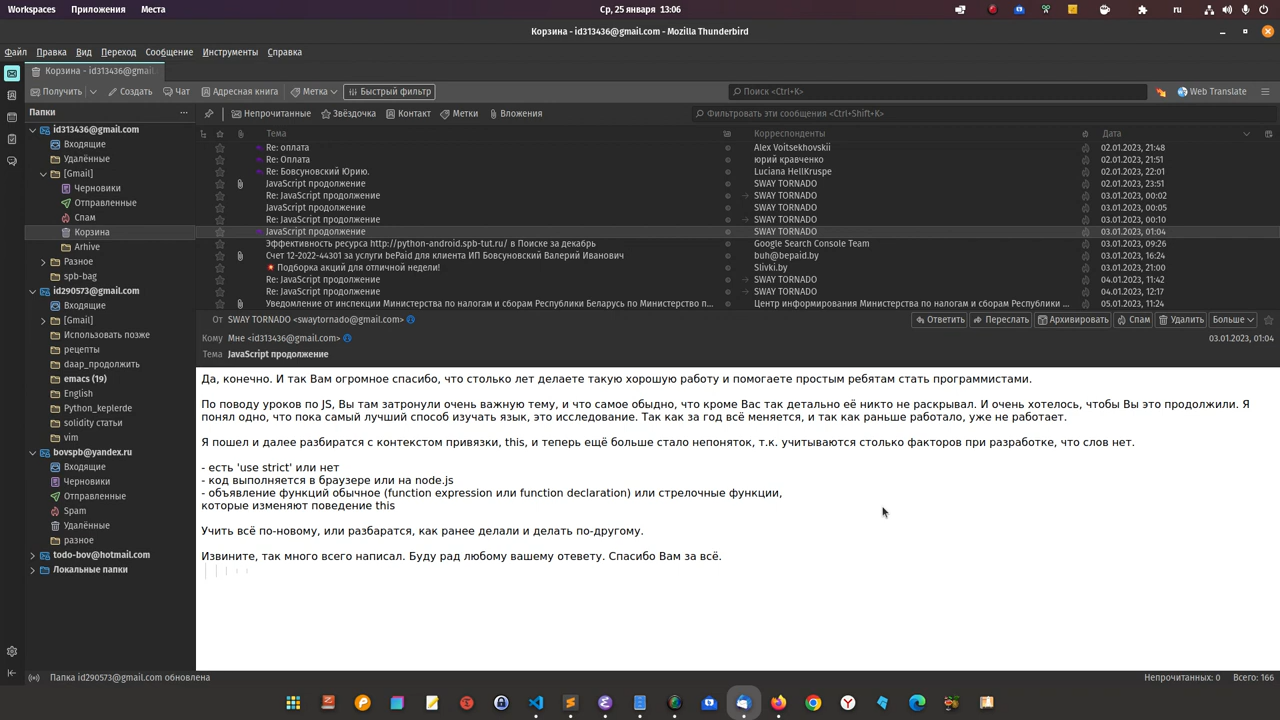 Workspaces Приложения Места Ср, 25 января 13:06 ru
Корзина - id313436@gmail.com - Mozilla Thunderbird
Файл Правка Вид Переход Сообщение Инструменты Справка
Корзина - id313436@gmail
Получить Создать Чат Адресная книга Метка Быстрый фильтр Поиск <Ctrl+K> Web Translate
Папки ··· Непрочитанные Звёздочка Контакт Метки Вложения Фильтровать эти сообщения <Ctrl+Shift+K>
Тема Корреспонденты Дата
Re: оплата Alex Voitsekhovskii 02.01.2023, 21:48
Re: Оплата юрий кравченко 02.01.2023, 21:51
Re: Бовсуновский Юрию. Luciana HellKruspe 02.01.2023, 22:01
JavaScript продолжение SWAY TORNADO 02.01.2023, 23:51
Re: JavaScript продолжение SWAY TORNADO 03.01.2023, 00:02
JavaScript продолжение SWAY TORNADO 03.01.2023, 00:05
Re: JavaScript продолжение SWAY TORNADO 03.01.2023, 00:10
JavaScript продолжение SWAY TORNADO 03.01.2023, 01:04
Эффективность ресурса http://python-android.spb-tut.ru/ в Поиске за декабрь Google Search Console Team 03.01.2023, 09:26
Счет 12-2022-44301 за услуги bePaid для клиента ИП Бовсуновский Валерий Иванович buh@bepaid.by 03.01.2023, 16:24
Подборка акций для отличной недели! Slivki.by 03.01.2023, 21:00
Re: JavaScript продолжение SWAY TORNADO 04.01.2023, 11:42
Re: JavaScript продолжение SWAY TORNADO 04.01.2023, 12:17
Уведомление от инспекции Министерства по налогам и сборам Республики Беларусь по Министерство п... Центр информирования Министерства по налогам и сборам Республики ... 05.01.2023, 11:24
id313436@gmail.com
Входящие
Удалённые
[Gmail]
Черновики
Отправленные
Спам
Корзина
Arhive
Разное
spb-bag
id290573@gmail.com
Входящие
[Gmail]
Использовать позже
рецепты
daap_продолжить
emacs (19)
English
Python_keplerde
solidity статьи
vim
bovspb@yandex.ru
Входящие
Черновики
Отправленные
Spam
Удалённые
разное
todo-bov@hotmail.com
Локальные папки
От SWAY TORNADO <swaytornado@gmail.com> Ответить Переслать Архивировать Спам Удалить Больше
Кому Мне <id313436@gmail.com> 03.01.2023, 01:04
Тема JavaScript продолжение
Да, конечно. И так Вам огромное спасибо, что столько лет делаете такую хорошую работу и помогаете простым ребятам стать программистами.
По поводу уроков по JS, Вы там затронули очень важную тему, и что самое обыдно, что кроме Вас так детально её никто не раскрывал. И очень хотелось, чтобы Вы это продолжили. Я
понял одно, что пока самый лучший способ изучать язык, это исследование. Так как за год всё меняется, и так как раньше работало, уже не работает.
Я пошел и далее разбирaтся с контекстом привязки, this, и теперь ещё больше стало непоняток, т.к. учитываются столько факторов при разработке, что слов нет.
- есть 'use strict' или нет
- код выполняется в браузере или на node.js
- объявление функций обычное (function expression или function declaration) или стрелочные функции,
которые изменяют поведение this
Учить всё по-новому, или разбаратся, как ранее делали и делать по-другому.
Извините, так много всего написал. Буду рад любому вашему отевету. Спасибо Вам за всё.
Папка id290573@gmail.com обновлена Непрочитанных: 0 Всего: 166